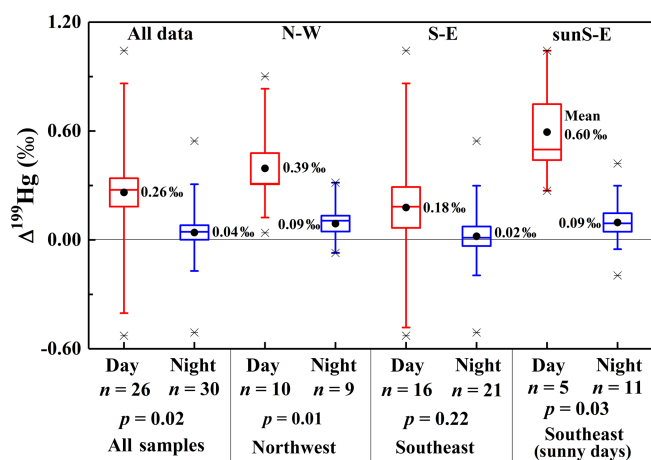 All data N-W S-E sunS-E
1.20
0.60
0.00
-0.60
Δ199Hg (‰)
Mean
0.60‰
0.26‰
0.04‰
0.39‰
0.09‰
0.18‰
0.02‰
0.09‰
Day Night Day Night Day Night Day Night
n = 26 n = 30 n = 10 n = 9 n = 16 n = 21 n = 5 n = 11
p = 0.02 p = 0.01 p = 0.22 p = 0.03
All samples Northwest Southeast Southeast
(sunny days)